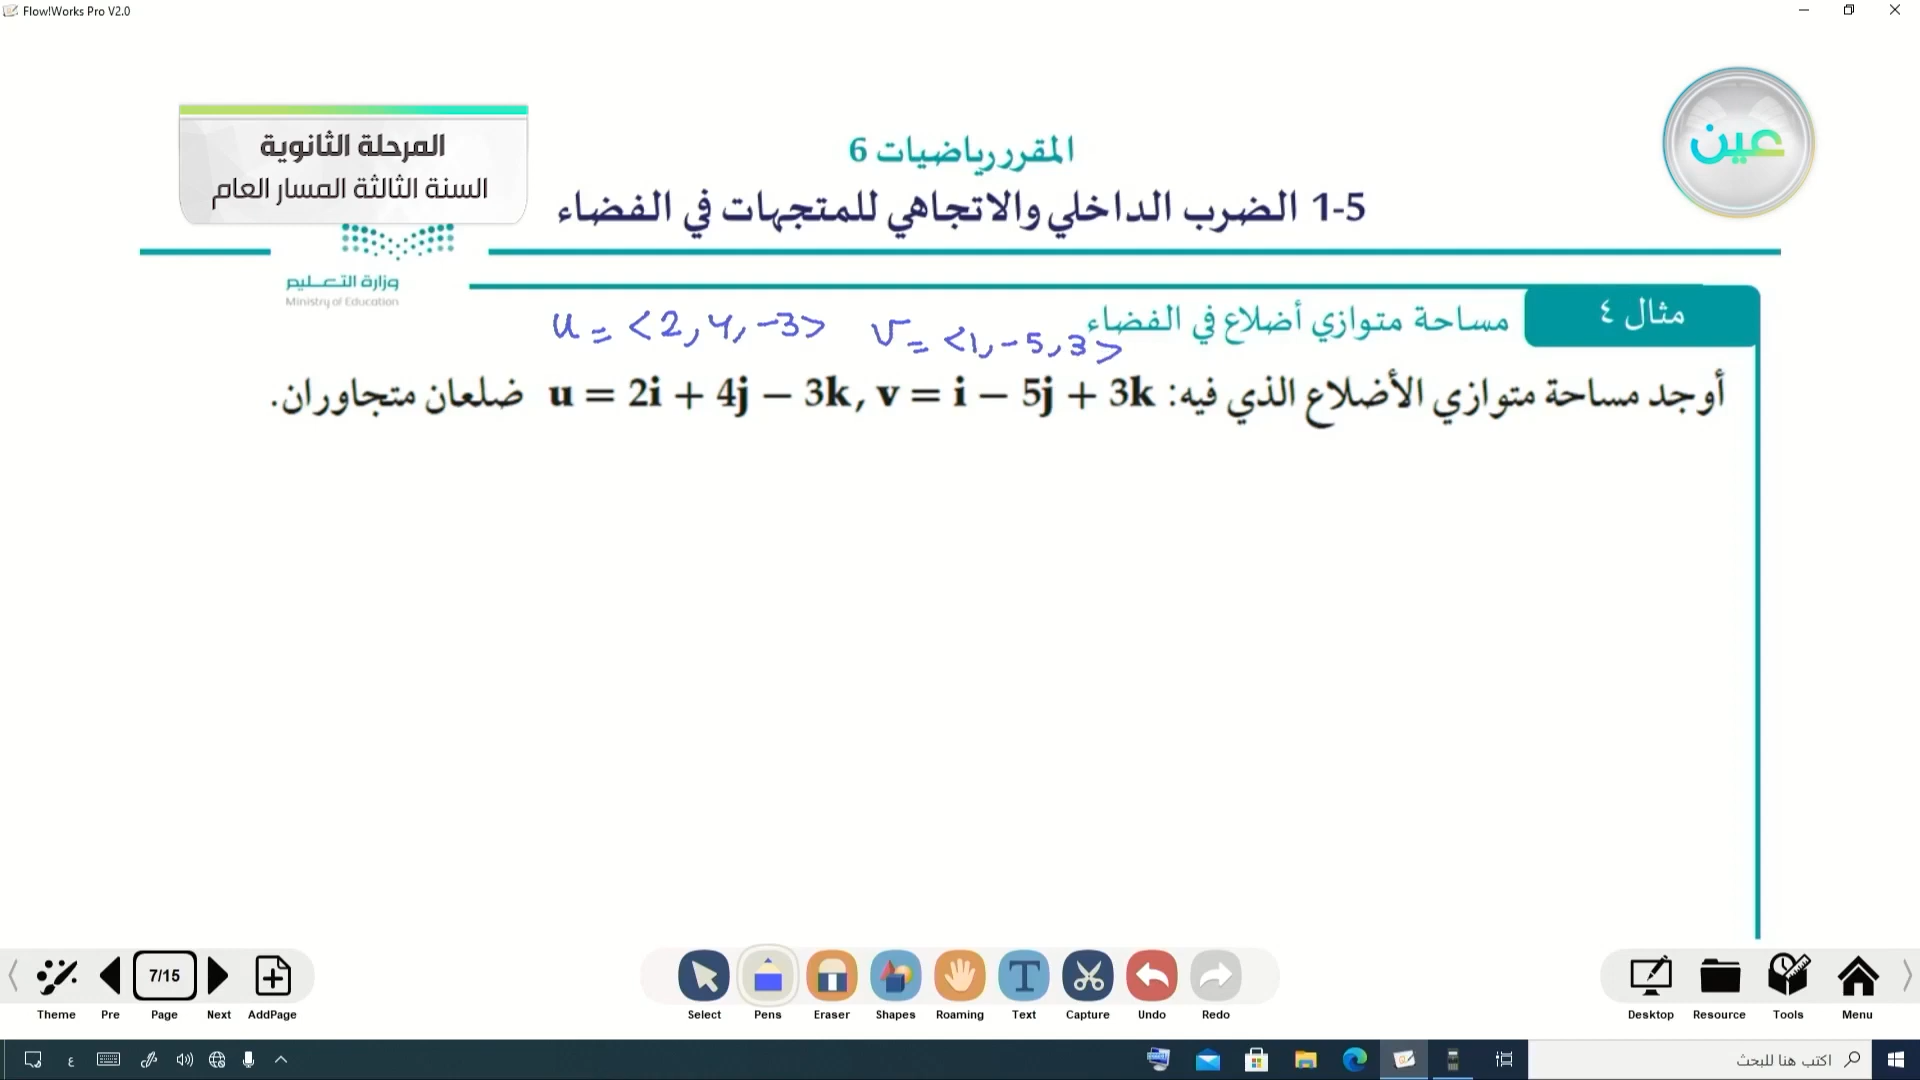 Flow!Works Pro V2.0
المرحلة الثانوية
السنة الثالثة المسار العام
المقرر رياضيات 6
1-5 الضرب الداخلي والاتجاهي للمتجهات في الفضاء
عين
وزارة التعليم
Ministry of Education
مثال ٤
مساحة متوازي أضلاع في الفضاء
u = <2, 4, -3> v = <1, -5, 3>
أوجد مساحة متوازي الأضلاع الذي فيه: u = 2i + 4j − 3k, v = i − 5j + 3k ضلعان متجاوران.
7/15
Theme Pre Page Next AddPage
Select Pens Eraser Shapes Roaming Text Capture Undo Redo
Desktop Resource Tools Menu
ع
اكتب هنا للبحث